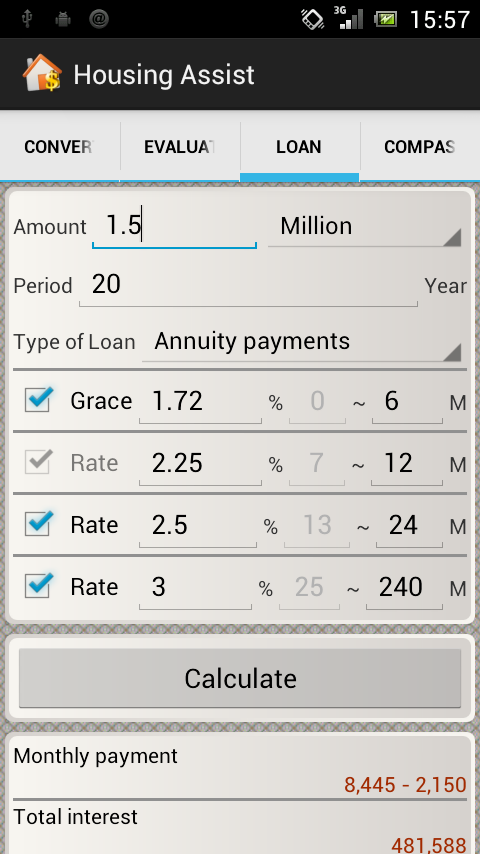 3G 15:57
Housing Assist
CONVER EVALUAT LOAN COMPAS
Amount 1.5 Million
Period 20 Year
Type of Loan Annuity payments
Grace 1.72 % 0 ~ 6 M
Rate 2.25 % 7 ~ 12 M
Rate 2.5 % 13 ~ 24 M
Rate 3 % 25 ~ 240 M
Calculate
Monthly payment
8,445 - 2,150
Total interest
481,588